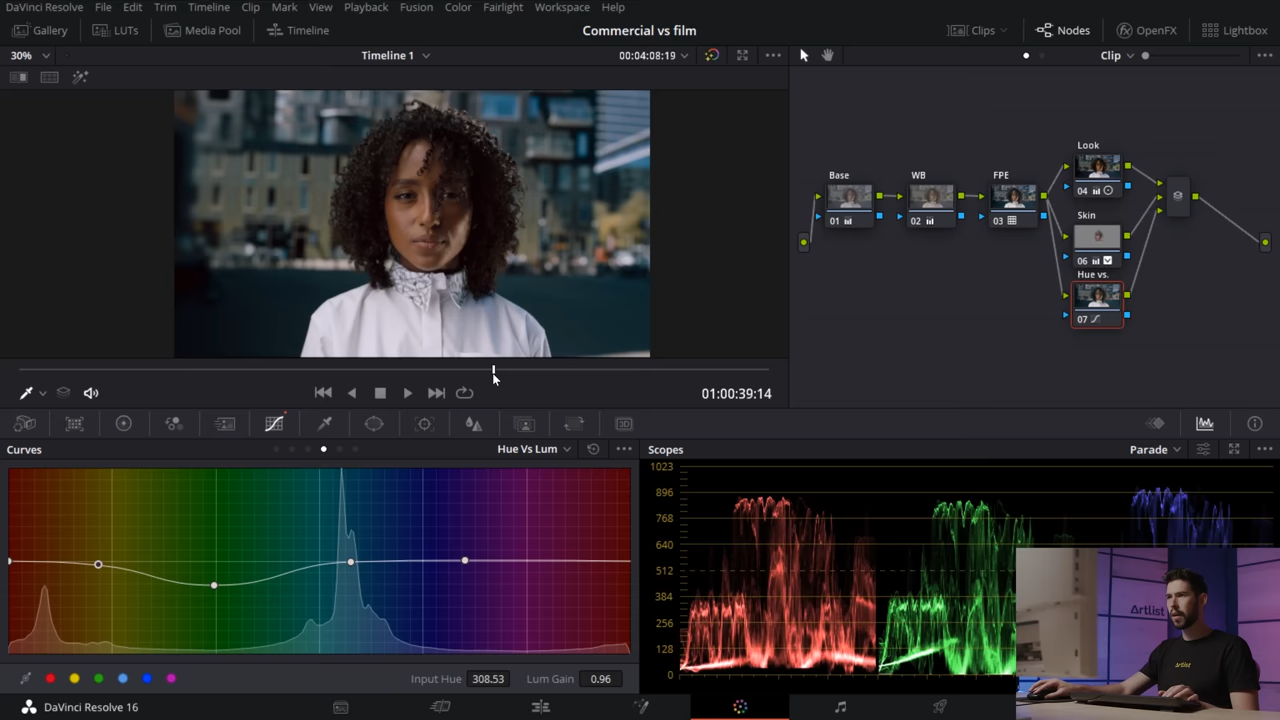 DaVinci Resolve File Edit Trim Timeline Clip Mark View Playback Fusion Color Fairlight Workspace Help
Gallery LUTs Media Pool Timeline Commercial vs film Clips Nodes OpenFX Lightbox
30% Timeline 1 00:04:08:19 Clip
Look
04
Base WB FPE
01 02 03
Skin
06
Hue vs.
07
01:00:39:14
3D
Curves Hue Vs Lum Scopes Parade
1023
896
768
640
512
384
256
128
0
Artlist
Artlist
Input Hue 308.53 Lum Gain 0.96
DaVinci Resolve 16